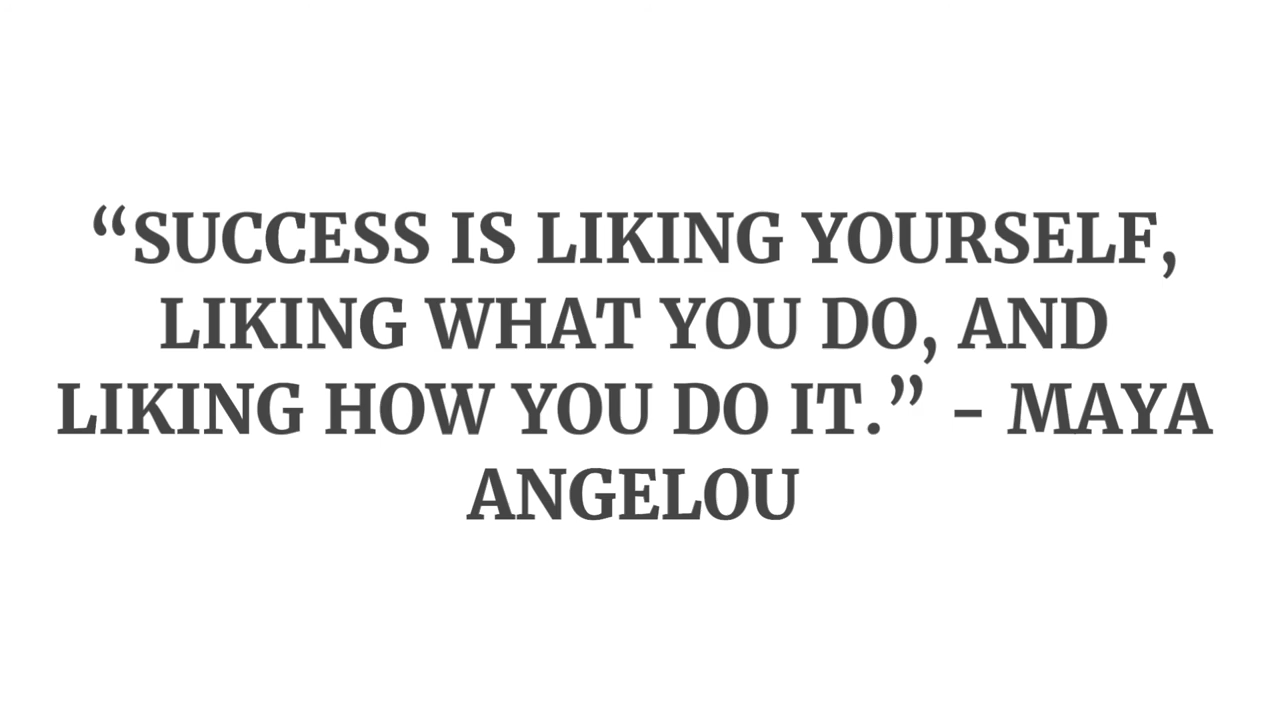 “SUCCESS IS LIKING YOURSELF,
LIKING WHAT YOU DO, AND
LIKING HOW YOU DO IT.” – MAYA
ANGELOU